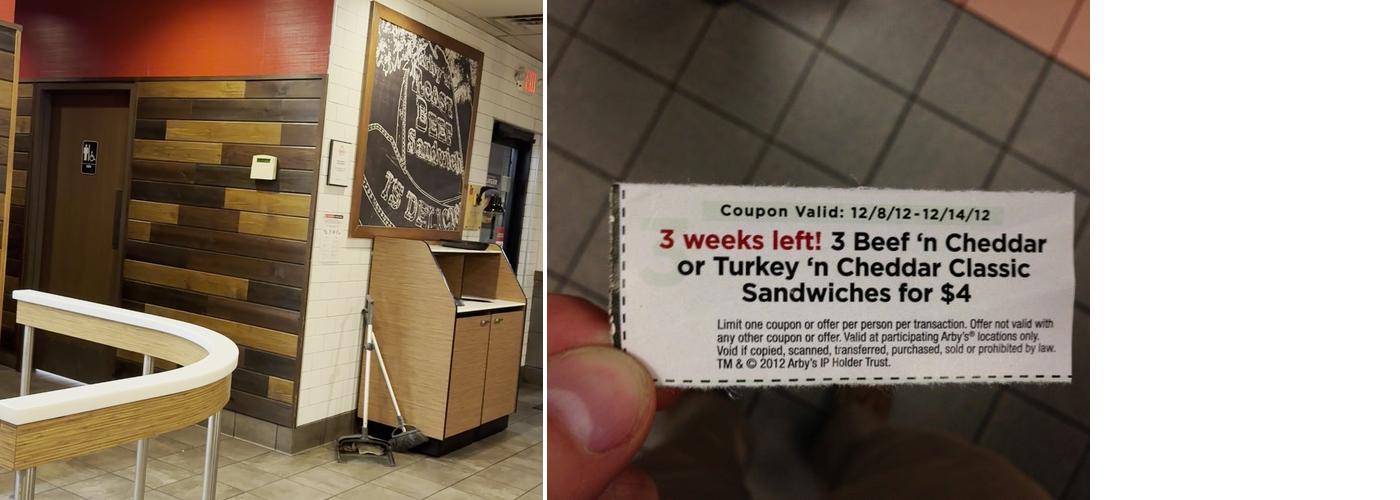 Arby's
ROAST
BEEF
Sandwich
IS DELICIO
EXIT
Coupon Valid: 12/8/12-12/14/12
3 weeks left! 3 Beef ‘n Cheddar
or Turkey ‘n Cheddar Classic
Sandwiches for $4
Limit one coupon or offer per person per transaction. Offer not valid with
any other coupon or offer. Valid at participating Arby's® locations only.
Void if copied, scanned, transferred, purchased, sold or prohibited by law.
TM & © 2012 Arby's IP Holder Trust.